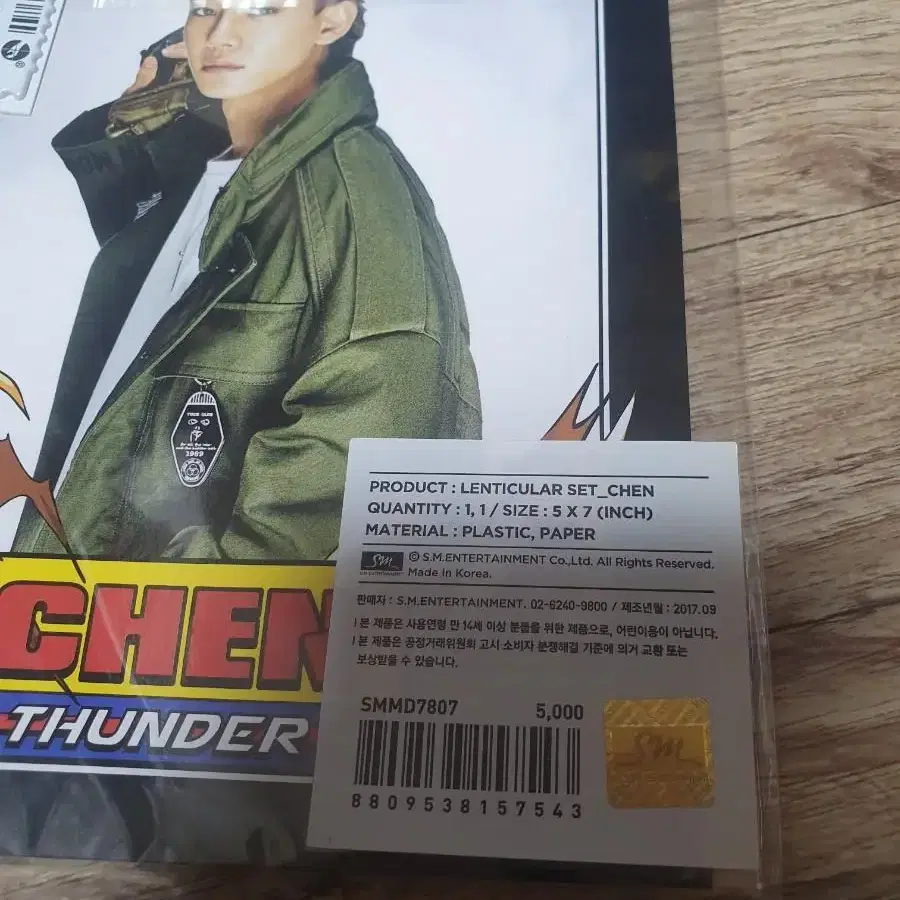 CHEN
THUNDER
1989
PRODUCT : LENTICULAR SET_CHEN
QUANTITY : 1, 1 / SIZE : 5 X 7 (INCH)
MATERIAL : PLASTIC, PAPER
SM © S.M.ENTERTAINMENT Co.,Ltd. All Rights Reserved.
S.M. ENTERTAINMENT Made in Korea.
판매자 : S.M.ENTERTAINMENT. 02-6240-9800 / 제조년월 : 2017.09
| 본 제품은 사용연령 만 14세 이상 분들을 위한 제품으로, 어린이용이 아닙니다.
| 본 제품은 공정거래위원회 고시 소비자 분쟁해결 기준에 의거 교환 또는
보상받을 수 있습니다.
SMMD7807 5,000
8809538157543
SM